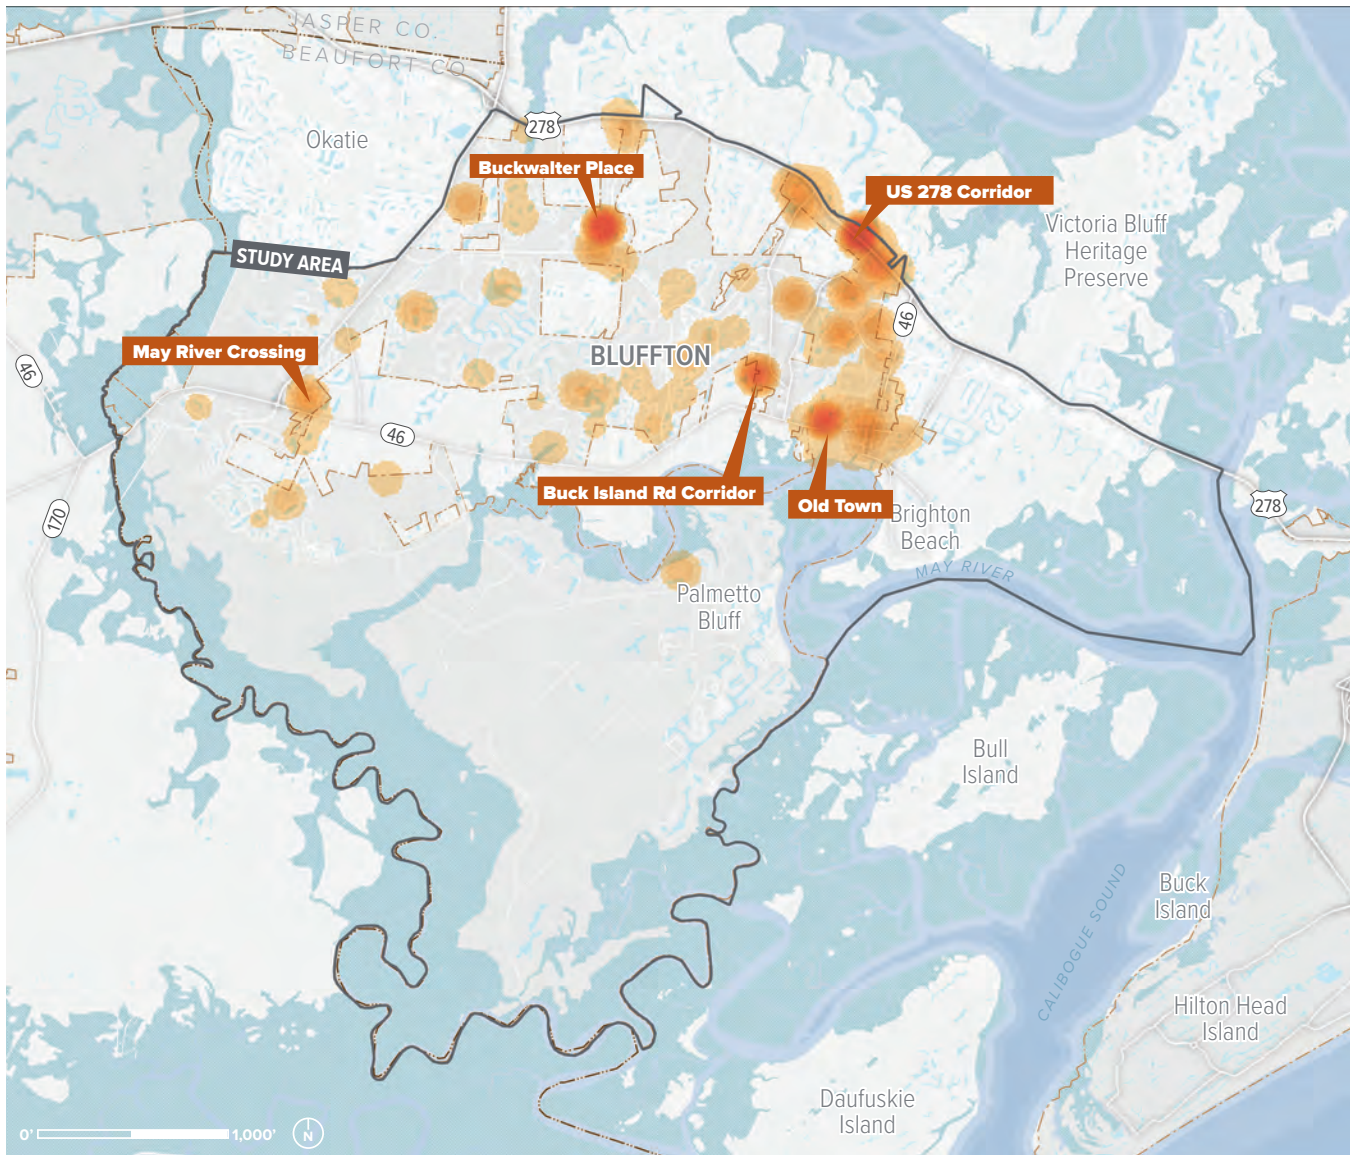 JASPER CO.
BEAUFORT CO
Okatie
278
Buckwalter Place
US 278 Corridor
Victoria Bluff
Heritage
Preserve
STUDY AREA
46
May River Crossing
46
BLUFFTON
46
Buck Island Rd Corridor
Old Town
170
278
Brighton
Beach
MAY RIVER
Palmetto
Bluff
Bull
Island
Buck
Island
CALIBOGUE SOUND
Hilton Head
Island
Daufuskie
Island
0' 1,000' N